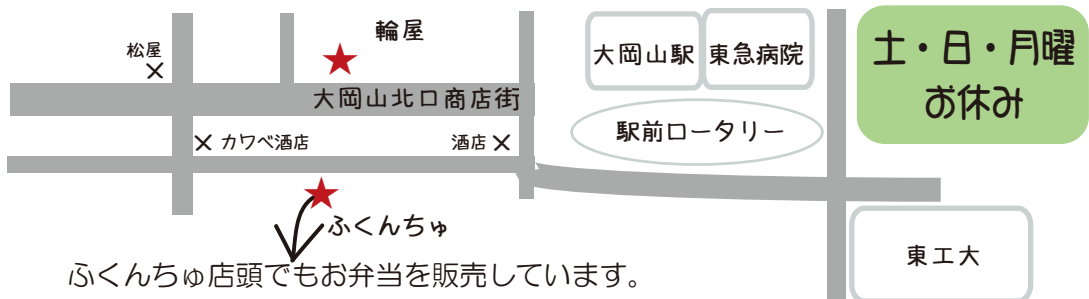 輪屋
松屋
大岡山駅
東急病院
土・日・月曜
お休み
大岡山北口商店街
カワベ酒店
酒店
駅前ロータリー
ふくんちゅ
東工大
ふくんちゅ店頭でもお弁当を販売しています。